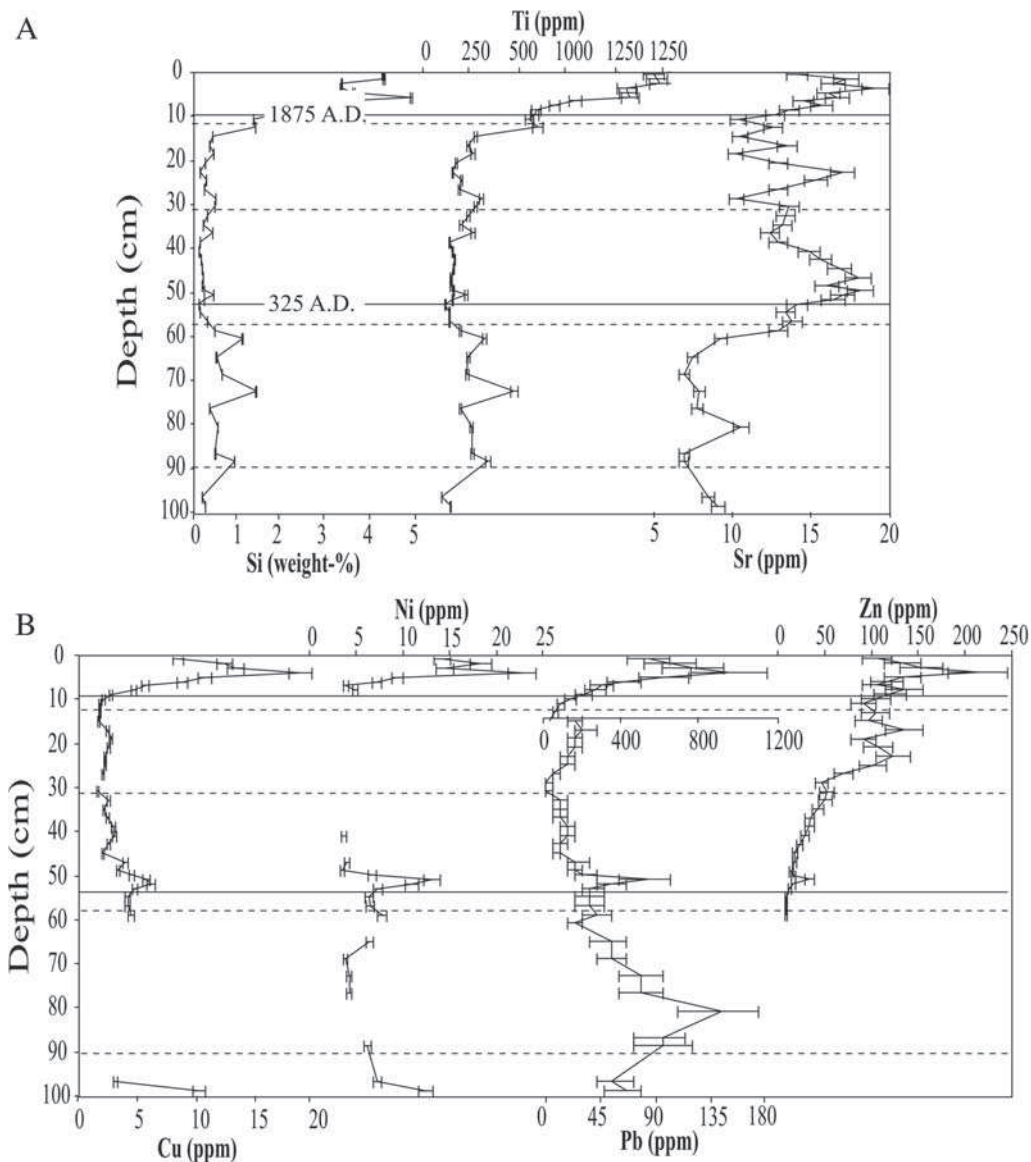 A
Ti (ppm)
0 250 500 1000 1250 1250
0
10
20
30
40
50
60
70
80
90
100
Depth (cm)
1875 A.D.
325 A.D.
0 1 2 3 4 5 5 10 15 20
Si (weight-%) Sr (ppm)
B
Ni (ppm) Zn (ppm)
0 5 10 15 20 25 0 50 100 150 200 250
0
10
20
30
40
50
60
70
80
90
100
Depth (cm)
0 400 800 1200
0 5 10 15 20 0 45 90 135 180
Cu (ppm) Pb (ppm)